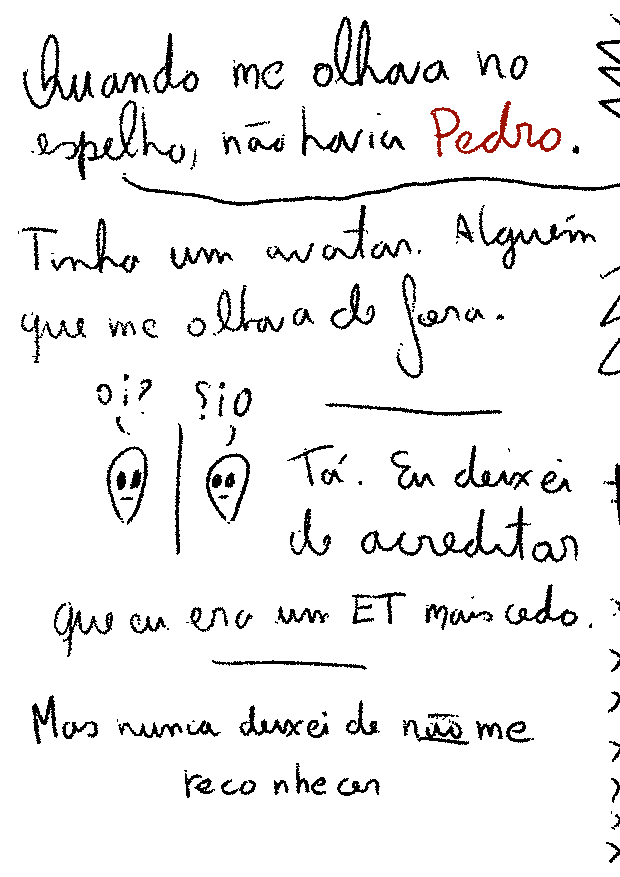 Quando me olhava no
espelho, não havia Pedro.
Tinha um avatar. Alguém
que me olhava de fora.
oi? ?io
Tá. Eu deixei
de acreditar
que eu era um ET mais cedo.
Mas nunca deixei de não me
reconhecer